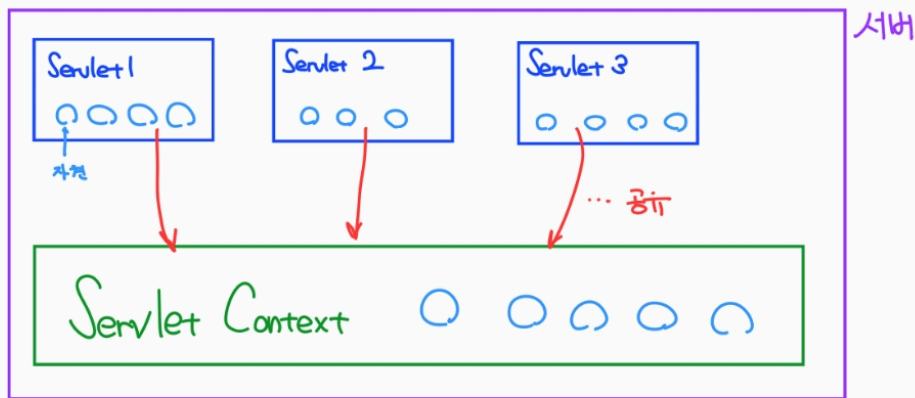 서버
Servlet 1
Servlet 2
Servlet 3
자원
... 공유
Servlet Context